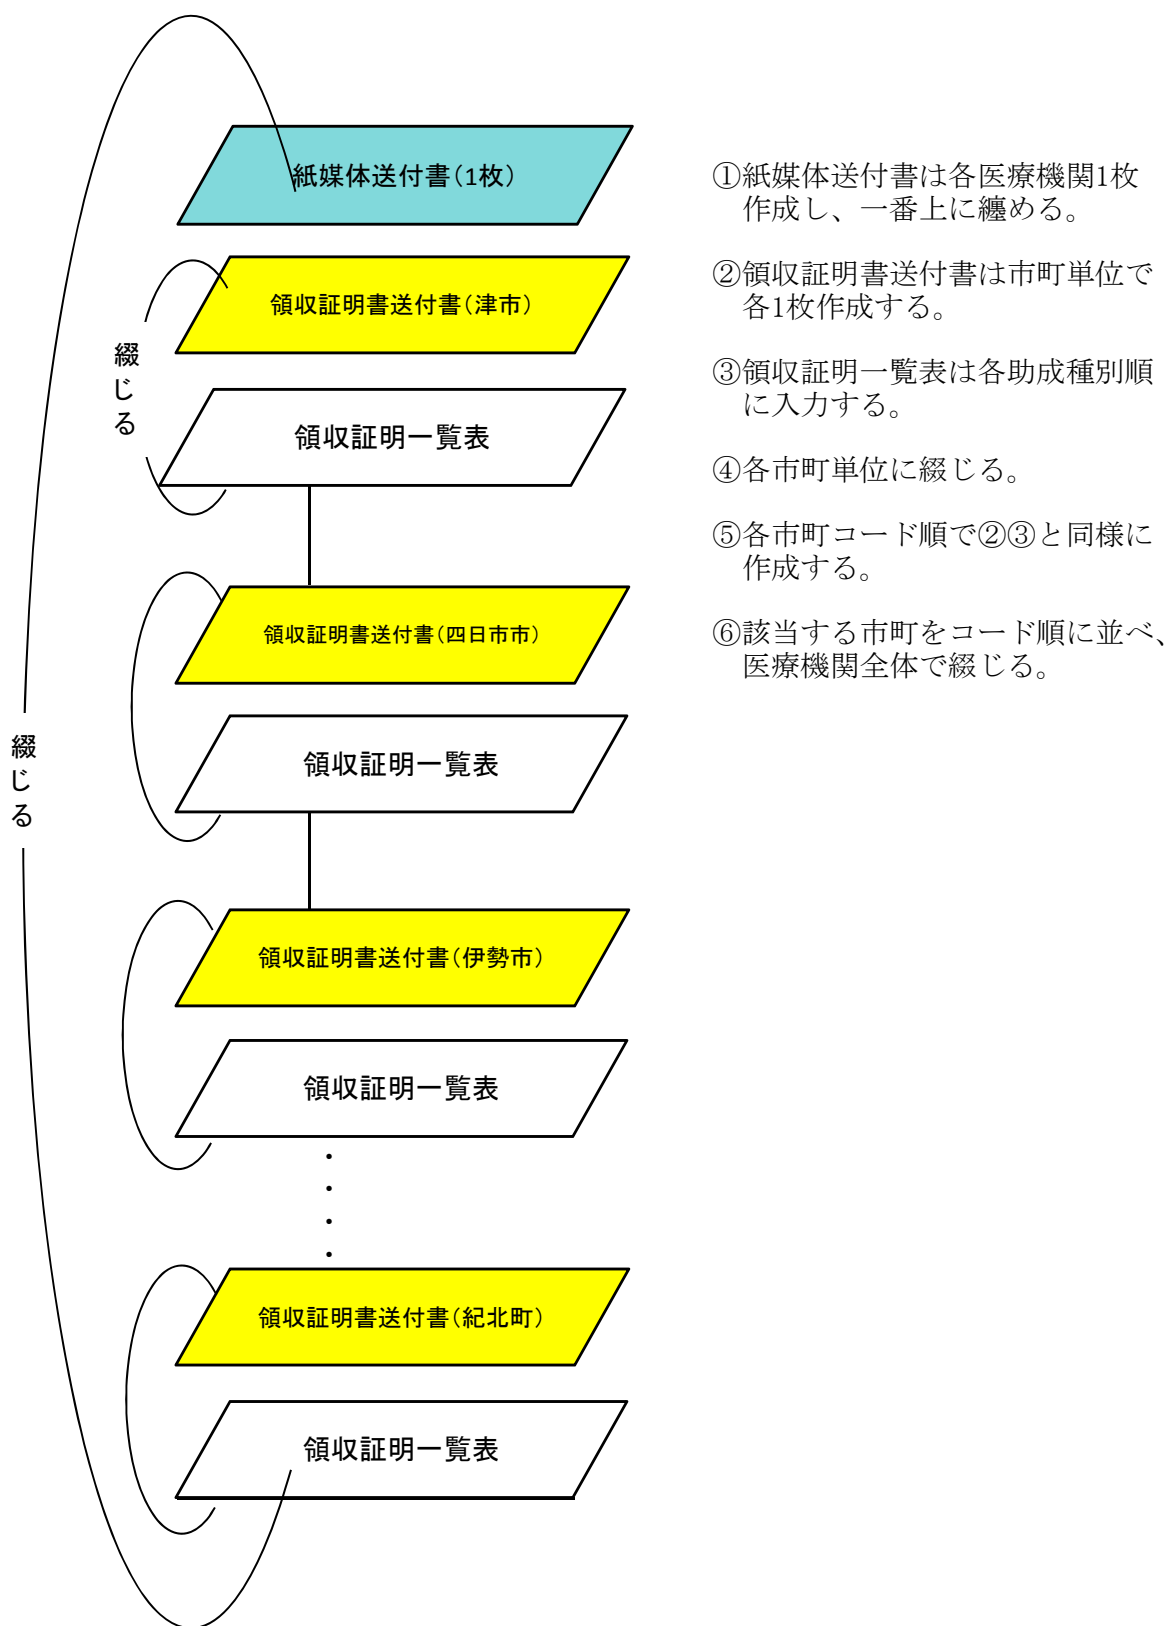 紙媒体送付書(1枚)
領収証明書送付書(津市)
綴じる
領収証明一覧表
領収証明書送付書(四日市市)
綴じる
領収証明一覧表
領収証明書送付書(伊勢市)
領収証明一覧表
・
・
・
・
領収証明書送付書(紀北町)
領収証明一覧表
①紙媒体送付書は各医療機関1枚
作成し、一番上に纏める。
②領収証明書送付書は市町単位で
各1枚作成する。
③領収証明一覧表は各助成種別順
に入力する。
④各市町単位に綴じる。
⑤各市町コード順で②③と同様に
作成する。
⑥該当する市町をコード順に並べ、
医療機関全体で綴じる。